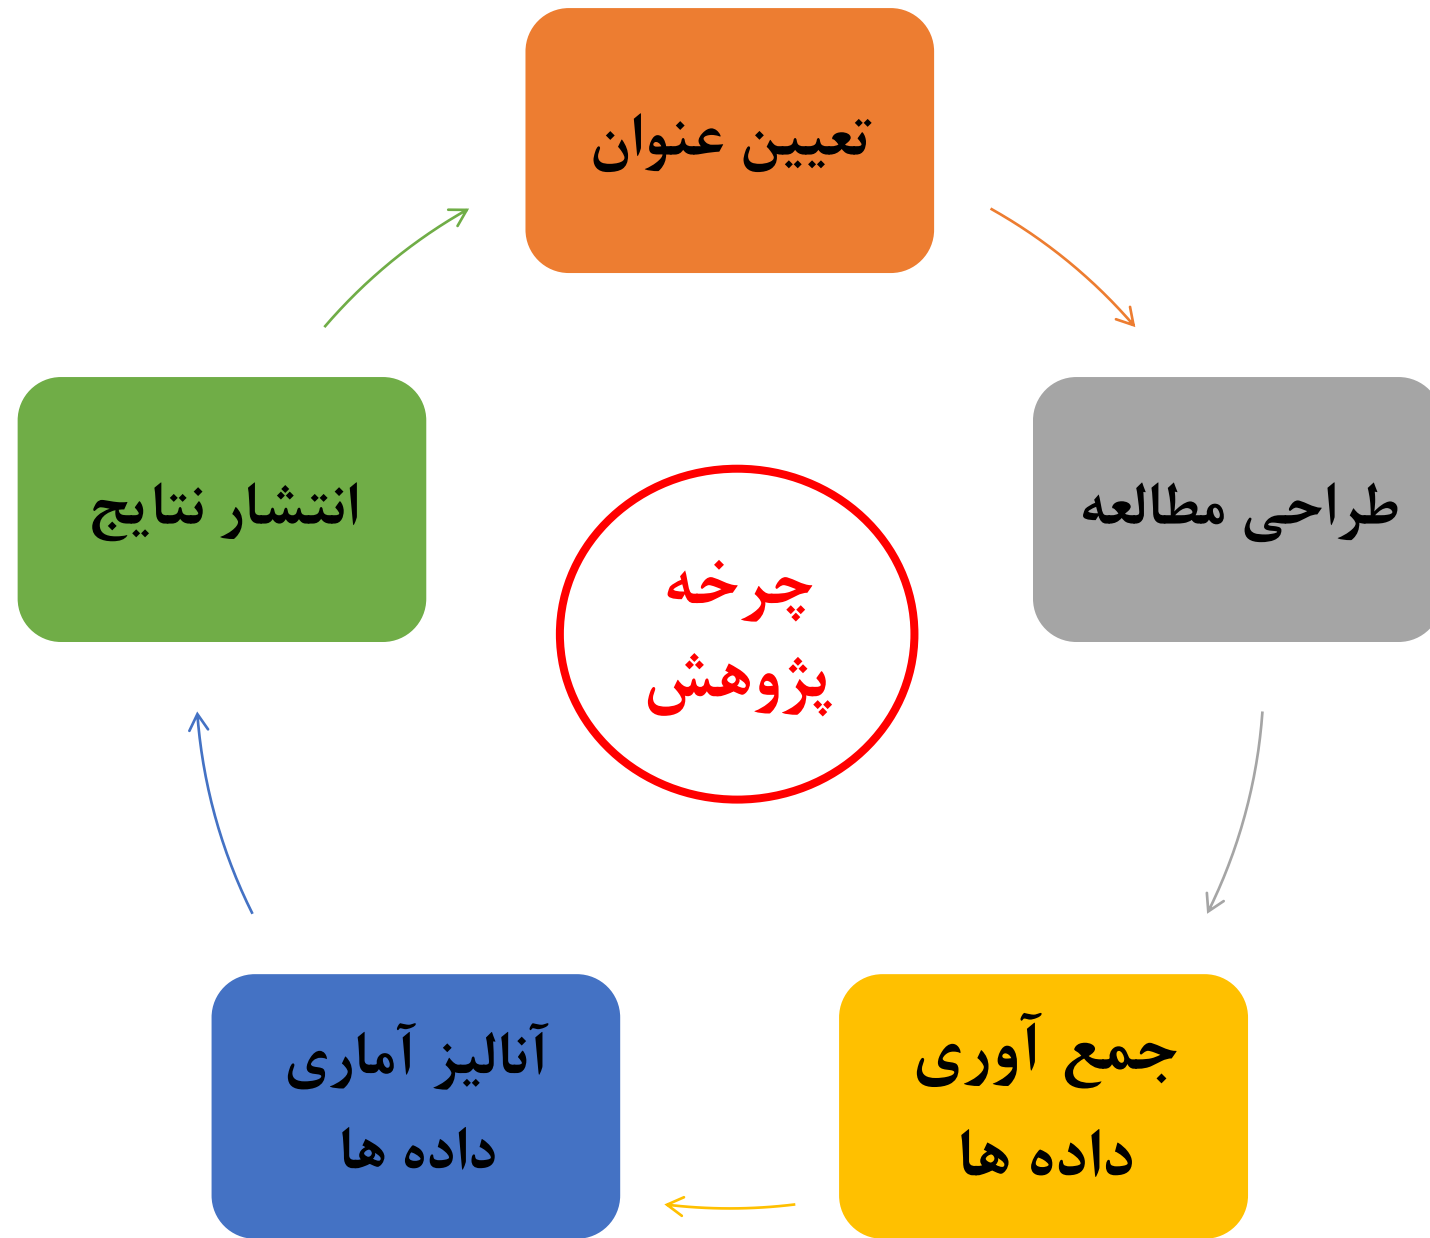 تعیین عنوان
طراحی مطالعه
جمع آوری
داده ها
آنالیز آماری
داده ها
انتشار نتایج
چرخه
پژوهش